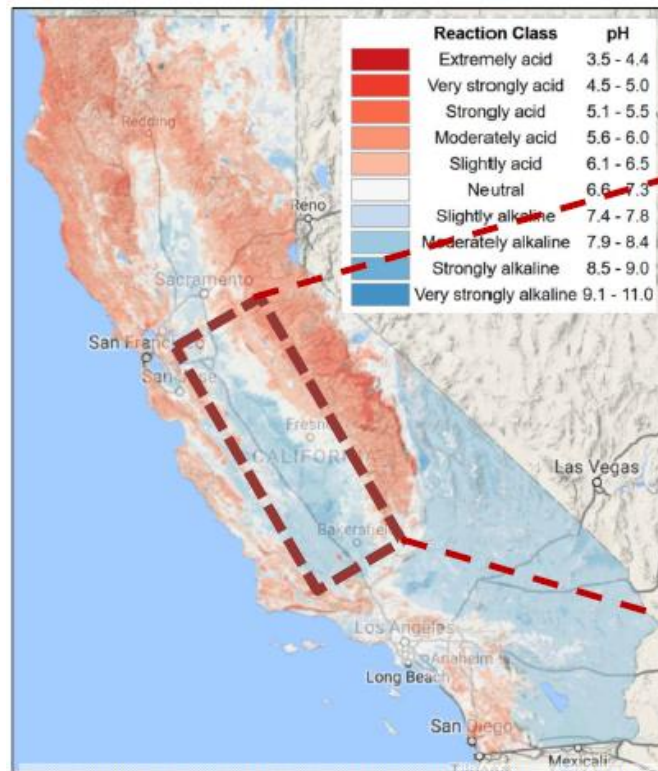 Reaction Class pH
Extremely acid 3.5 - 4.4
Very strongly acid 4.5 - 5.0
Strongly acid 5.1 - 5.5
Moderately acid 5.6 - 6.0
Slightly acid 6.1 - 6.5
Neutral 6.6 - 7.3
Slightly alkaline 7.4 - 7.8
Moderately alkaline 7.9 - 8.4
Strongly alkaline 8.5 - 9.0
Very strongly alkaline 9.1 - 11.0
Redding
Reno
Sacramento
San Francisco
San Jose
Fresno
CALIFORNIA
Las Vegas
Bakersfield
Los Angeles
Anaheim
Long Beach
San Diego
Mexicali